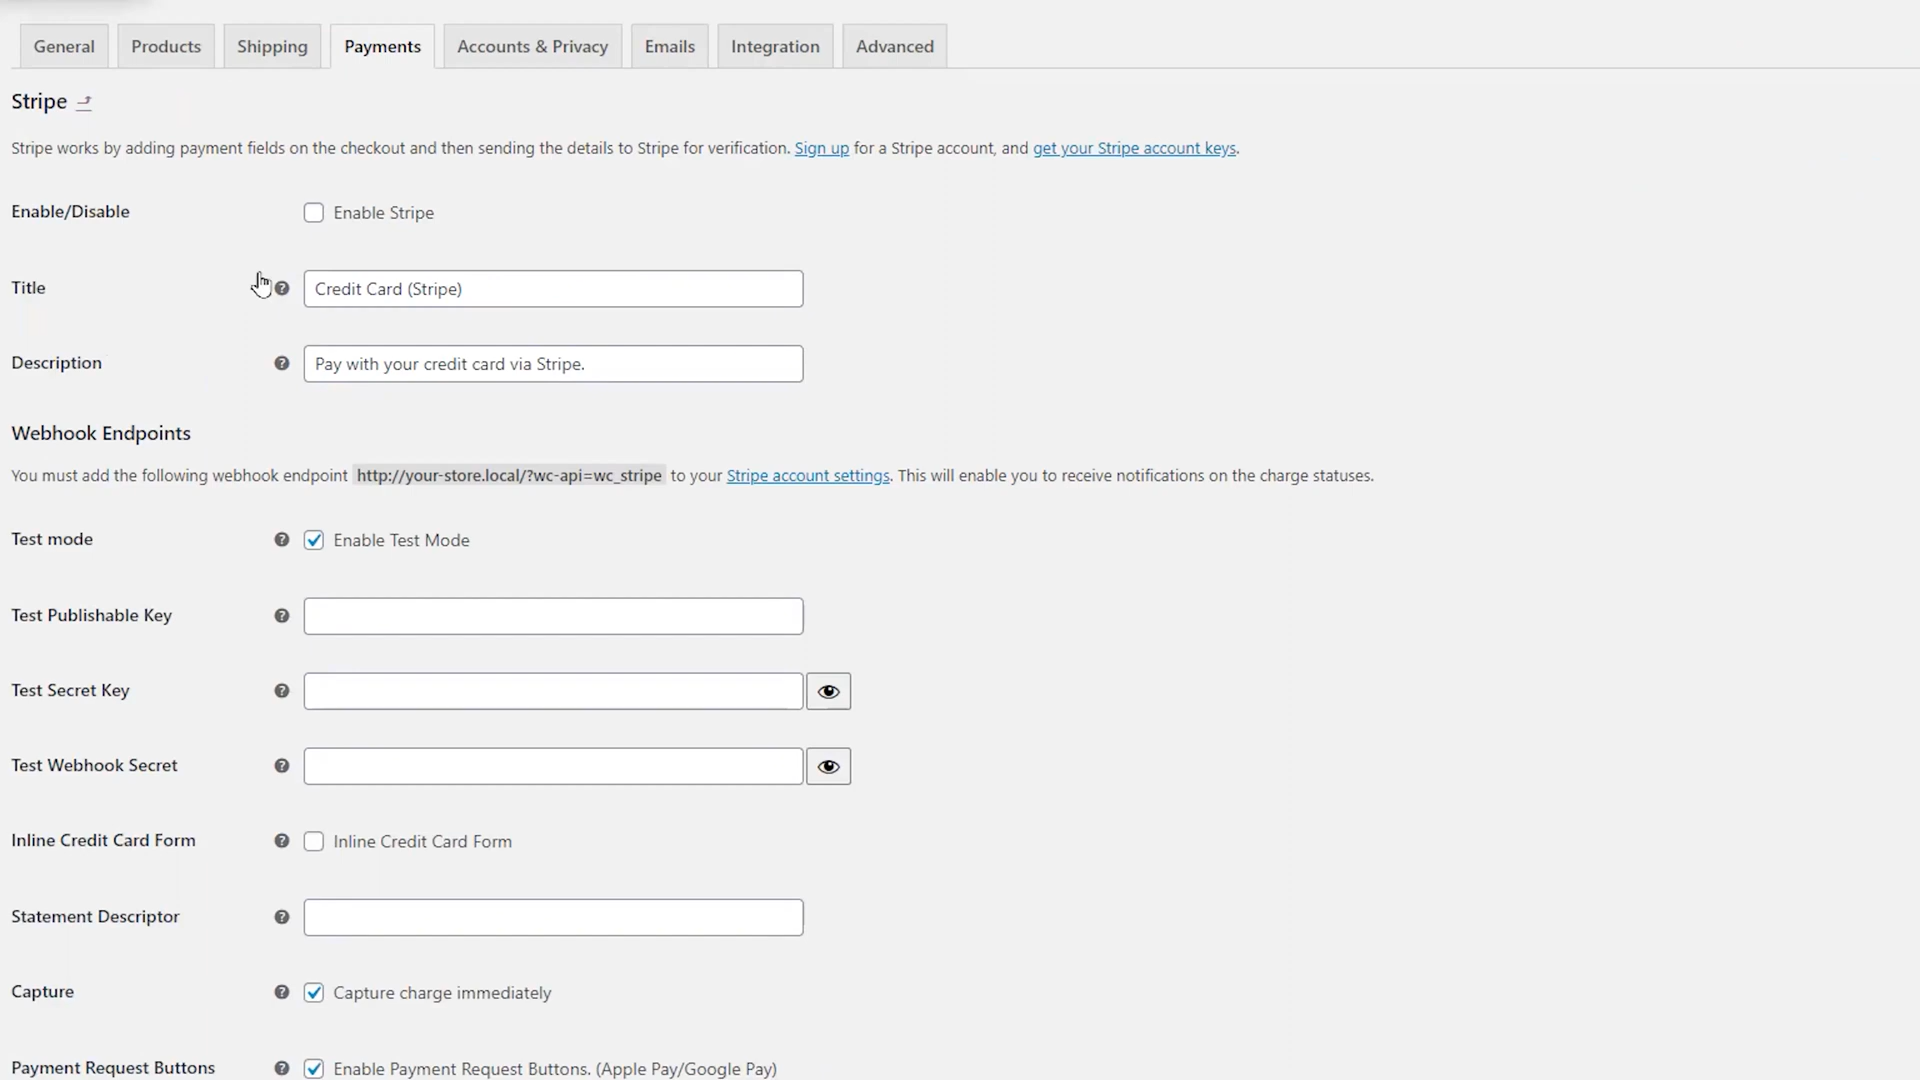 General Products Shipping Payments Accounts & Privacy Emails Integration Advanced
Stripe
Stripe works by adding payment fields on the checkout and then sending the details to Stripe for verification. Sign up for a Stripe account, and get your Stripe account keys.
Enable/Disable Enable Stripe
Title ? Credit Card (Stripe)
Description ? Pay with your credit card via Stripe.
Webhook Endpoints
You must add the following webhook endpoint http://your-store.local/?wc-api=wc_stripe to your Stripe account settings. This will enable you to receive notifications on the charge statuses.
Test mode ? Enable Test Mode
Test Publishable Key ?
Test Secret Key ?
Test Webhook Secret ?
Inline Credit Card Form ? Inline Credit Card Form
Statement Descriptor ?
Capture ? Capture charge immediately
Payment Request Buttons ? Enable Payment Request Buttons. (Apple Pay/Google Pay)